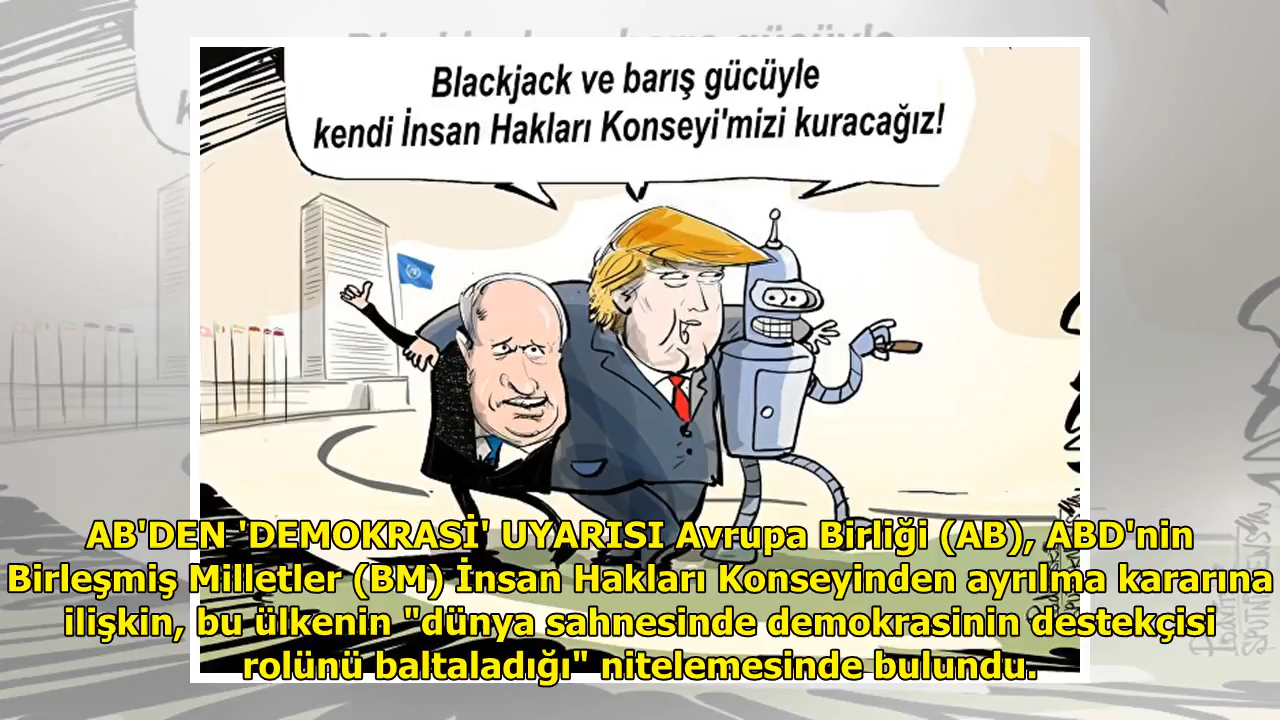 Blackjack ve barış gücüyle
kendi İnsan Hakları Konseyi'mizi kuracağız!
AB'DEN 'DEMOKRASİ' UYARISI Avrupa Birliği (AB), ABD'nin
Birleşmiş Milletler (BM) İnsan Hakları Konseyinden ayrılma kararına
ilişkin, bu ülkenin "dünya sahnesinde demokrasinin destekçisi
rolünü baltaladığı" nitelemesinde bulundu.